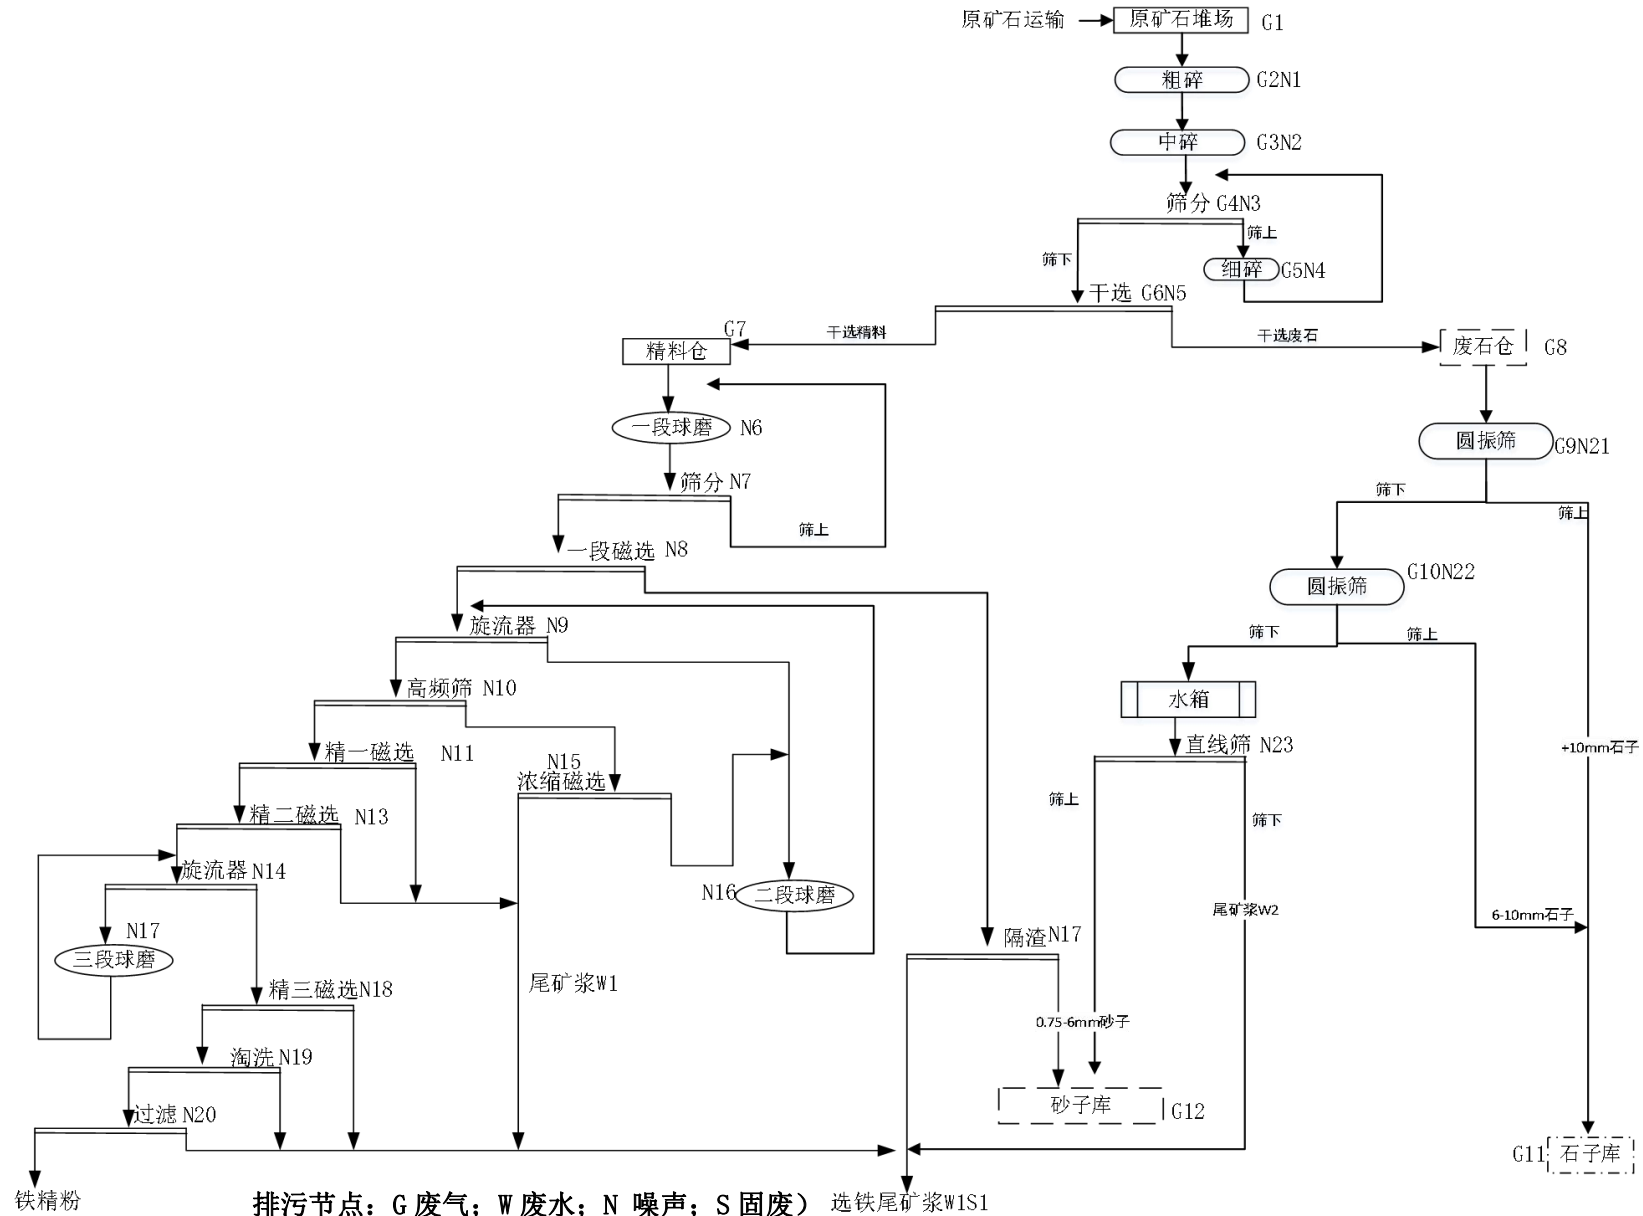 原矿石运输
原矿石堆场 G1
粗碎 G2N1
中碎 G3N2
筛分 G4N3
筛上
筛下
细碎 G5N4
干选 G6N5
G7
干选精料
干选废石
精料仓
废石仓 G8
一段球磨 N6
圆振筛 G9N21
筛分 N7
筛下
筛上
筛上
一段磁选 N8
圆振筛 G10N22
旋流器 N9
筛下
筛上
高频筛 N10
水箱
精一磁选 N11
直线筛 N23
+10mm石子
N15
浓缩磁选
筛上
筛下
精二磁选 N13
旋流器 N14
N16 二段球磨
尾矿浆W2
6-10mm石子
N17
三段球磨
隔渣 N17
尾矿浆W1
精三磁选N18
0.75-6mm砂子
淘洗 N19
砂子库 G12
过滤 N20
G11 石子库
铁精粉
排污节点：G 废气；W 废水；N 噪声；S 固废）
选铁尾矿浆W1S1